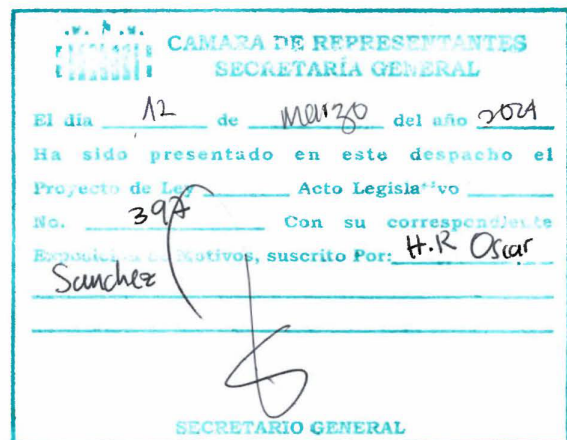 CAMARA DE REPRESENTANTES
SECRETARÍA GENERAL
El día 12 de marzo del año 2024
Ha sido presentado en este despacho el
Proyecto de Ley ______ Acto Legislativo ______
No. 397 Con su correspondiente
Exposición de Motivos, suscrito Por: H.R Oscar
Sanchez
SECRETARIO GENERAL